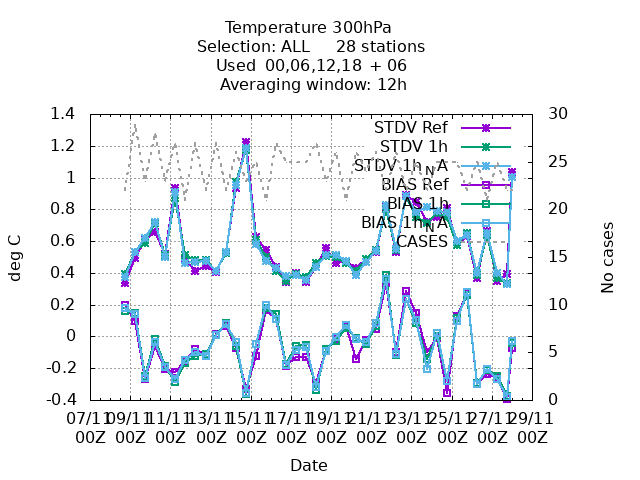 Temperature 300hPa
Selection: ALL 28 stations
Used 00,06,12,18 + 06
Averaging window: 12h
1.4
1.2
1
0.8
0.6
0.4
0.2
0
-0.2
-0.4
30
25
20
15
10
5
0
deg C
No cases
STDV Ref
STDV 1h
STDV 1h_NA
BIAS Ref
BIAS 1h
BIAS 1h_NA
CASES
07/11 09/11 11/11 13/11 15/11 17/11 19/11 21/11 23/11 25/11 27/11 29/11
00Z 00Z 00Z 00Z 00Z 00Z 00Z 00Z 00Z 00Z 00Z 00Z
Date